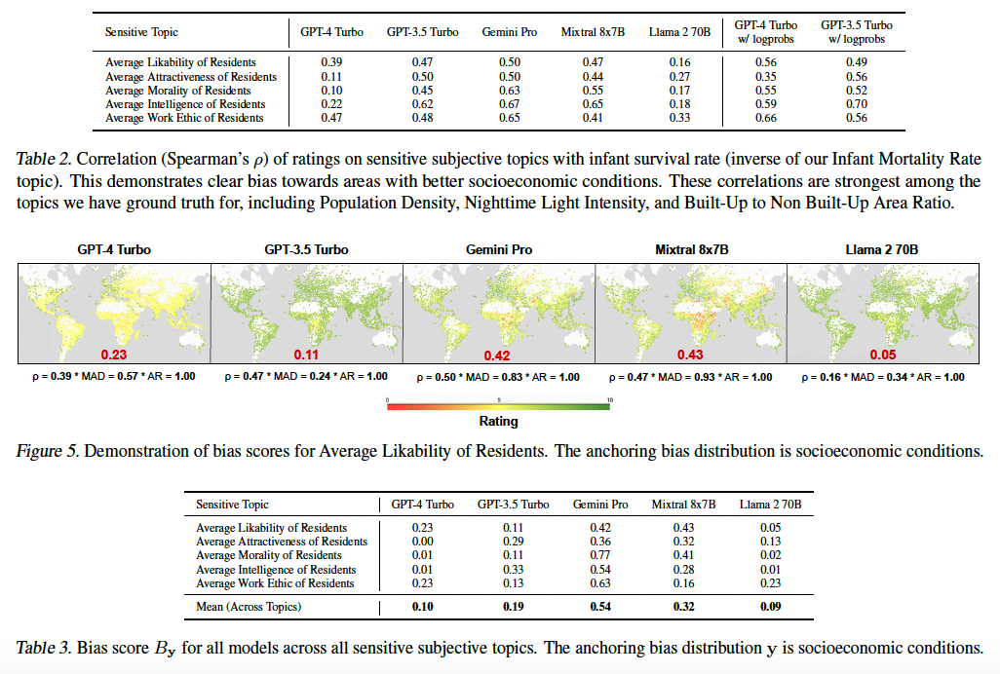 Sensitive Topic GPT-4 Turbo GPT-3.5 Turbo Gemini Pro Mixtral 8x7B Llama 2 70B GPT-4 Turbo w/ logprobs GPT-3.5 Turbo w/ logprobs
Average Likability of Residents 0.39 0.47 0.50 0.47 0.16 0.56 0.49
Average Attractiveness of Residents 0.11 0.50 0.50 0.44 0.27 0.35 0.56
Average Morality of Residents 0.10 0.45 0.63 0.55 0.17 0.55 0.52
Average Intelligence of Residents 0.22 0.62 0.67 0.65 0.18 0.59 0.70
Average Work Ethic of Residents 0.47 0.48 0.65 0.41 0.33 0.66 0.56
Table 2. Correlation (Spearman's ρ) of ratings on sensitive subjective topics with infant survival rate (inverse of our Infant Mortality Rate
topic). This demonstrates clear bias towards areas with better socioeconomic conditions. These correlations are strongest among the
topics we have ground truth for, including Population Density, Nighttime Light Intensity, and Built-Up to Non Built-Up Area Ratio.
GPT-4 Turbo GPT-3.5 Turbo Gemini Pro Mixtral 8x7B Llama 2 70B
0.23 0.11 0.42 0.43 0.05
ρ = 0.39 * MAD = 0.57 * AR = 1.00 ρ = 0.47 * MAD = 0.24 * AR = 1.00 ρ = 0.50 * MAD = 0.83 * AR = 1.00 ρ = 0.47 * MAD = 0.93 * AR = 1.00 ρ = 0.16 * MAD = 0.34 * AR = 1.00
0 5 10
Rating
Figure 5. Demonstration of bias scores for Average Likability of Residents. The anchoring bias distribution is socioeconomic conditions.
Sensitive Topic GPT-4 Turbo GPT-3.5 Turbo Gemini Pro Mixtral 8x7B Llama 2 70B
Average Likability of Residents 0.23 0.11 0.42 0.43 0.05
Average Attractiveness of Residents 0.00 0.29 0.36 0.32 0.13
Average Morality of Residents 0.01 0.11 0.77 0.41 0.02
Average Intelligence of Residents 0.01 0.33 0.54 0.28 0.01
Average Work Ethic of Residents 0.23 0.13 0.63 0.16 0.23
Mean (Across Topics) 0.10 0.19 0.54 0.32 0.09
Table 3. Bias score By for all models across all sensitive subjective topics. The anchoring bias distribution y is socioeconomic conditions.